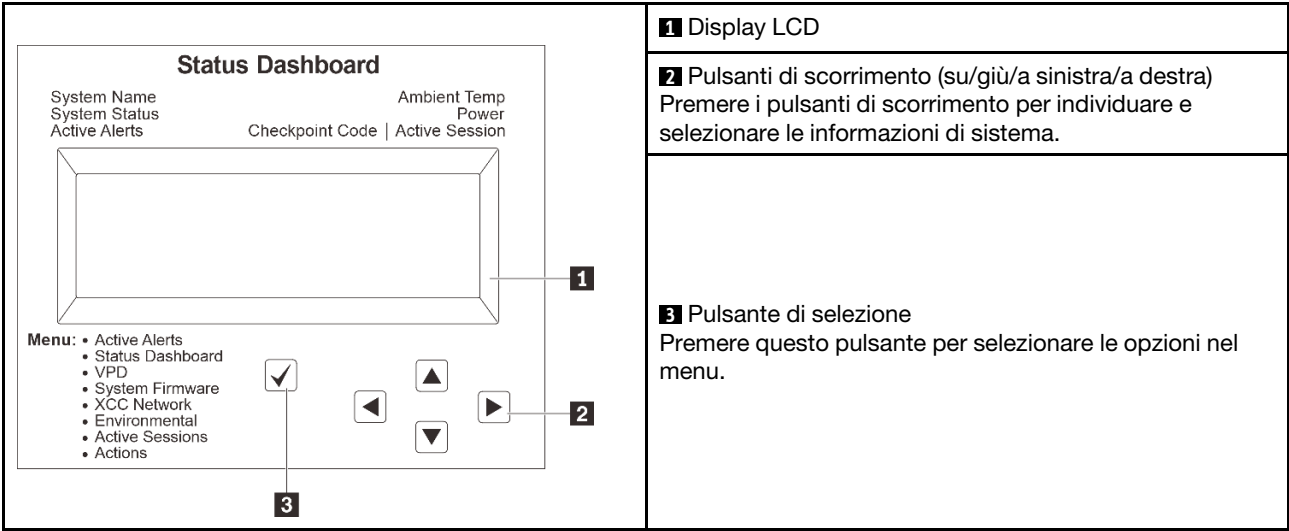 Status Dashboard
System Name
System Status
Active Alerts
Ambient Temp
Power
Checkpoint Code | Active Session
1
Menu: • Active Alerts
• Status Dashboard
• VPD
• System Firmware
• XCC Network
• Environmental
• Active Sessions
• Actions
2
3
1 Display LCD
2 Pulsanti di scorrimento (su/giù/a sinistra/a destra)
Premere i pulsanti di scorrimento per individuare e
selezionare le informazioni di sistema.
3 Pulsante di selezione
Premere questo pulsante per selezionare le opzioni nel
menu.